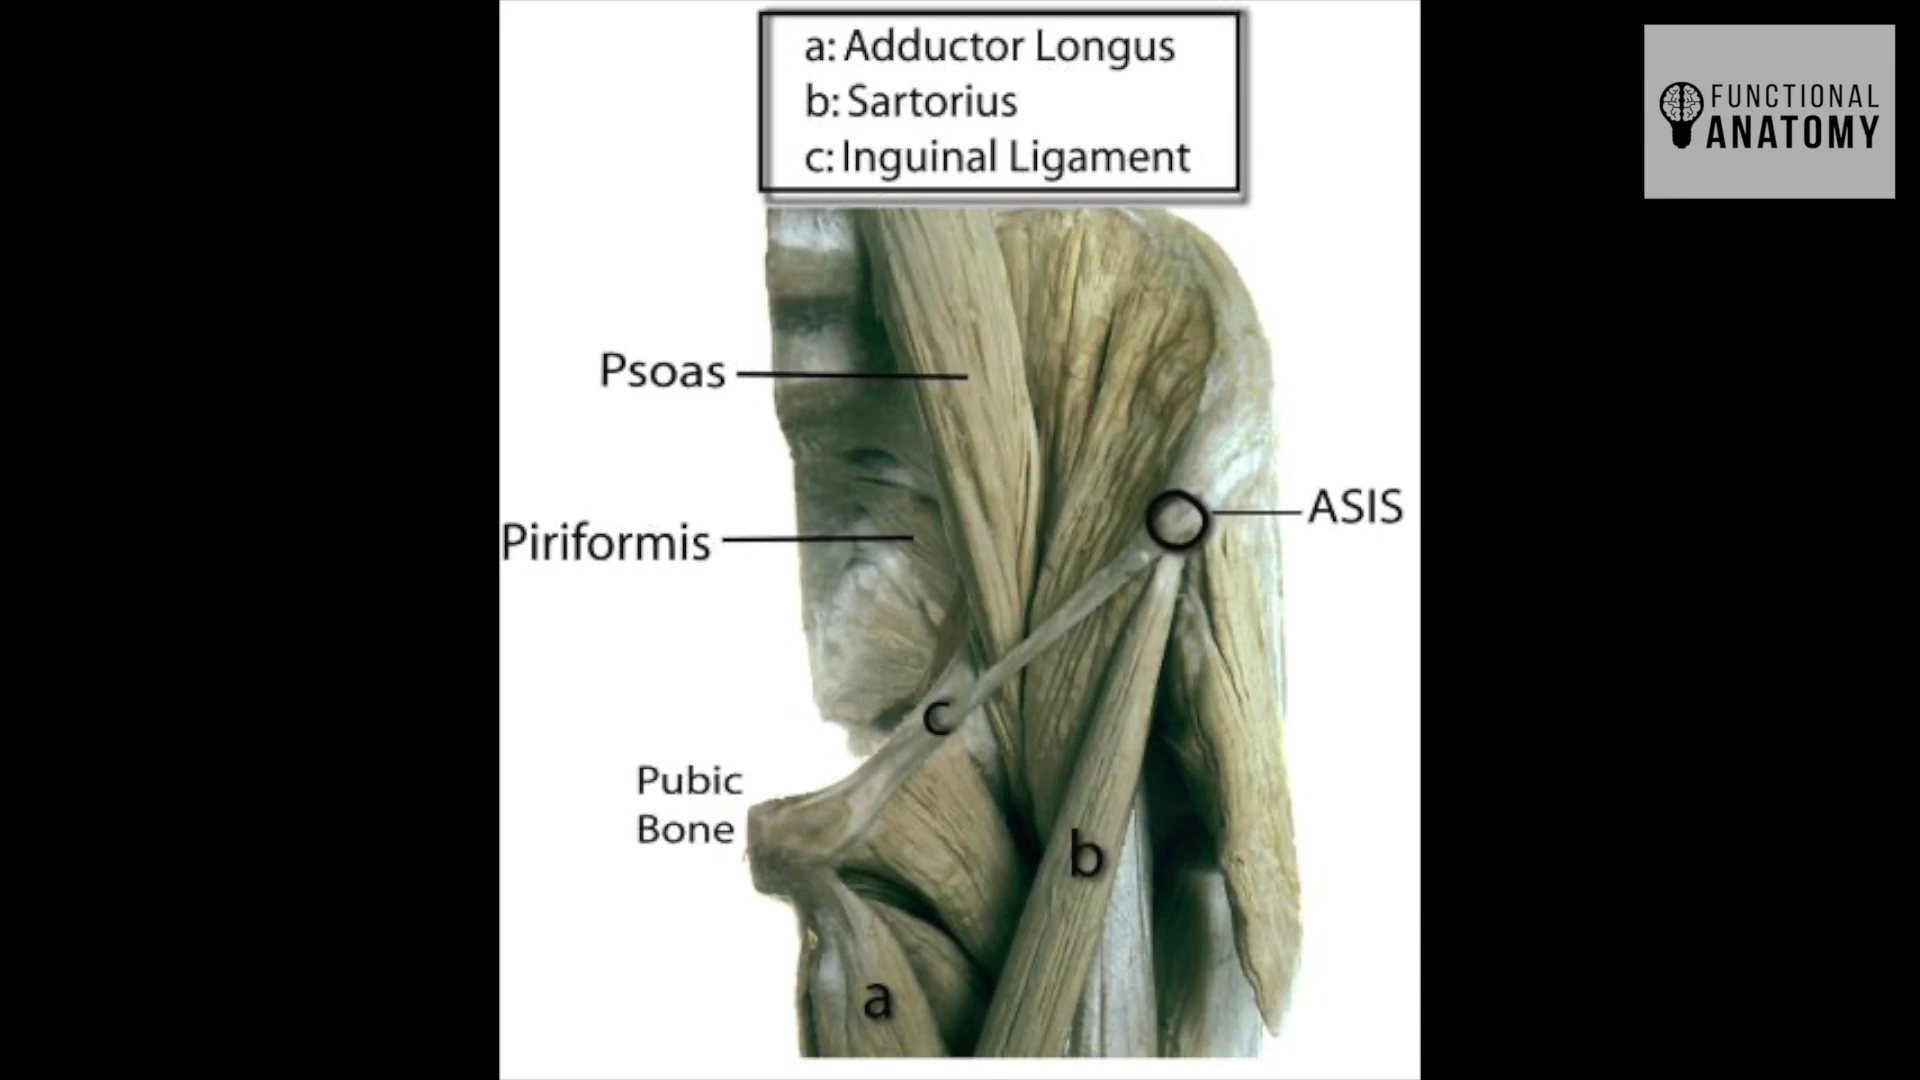 a: Adductor Longus
b: Sartorius
c: Inguinal Ligament
FUNCTIONAL
ANATOMY
Psoas
ASIS
Piriformis
c
Pubic
Bone
b
a